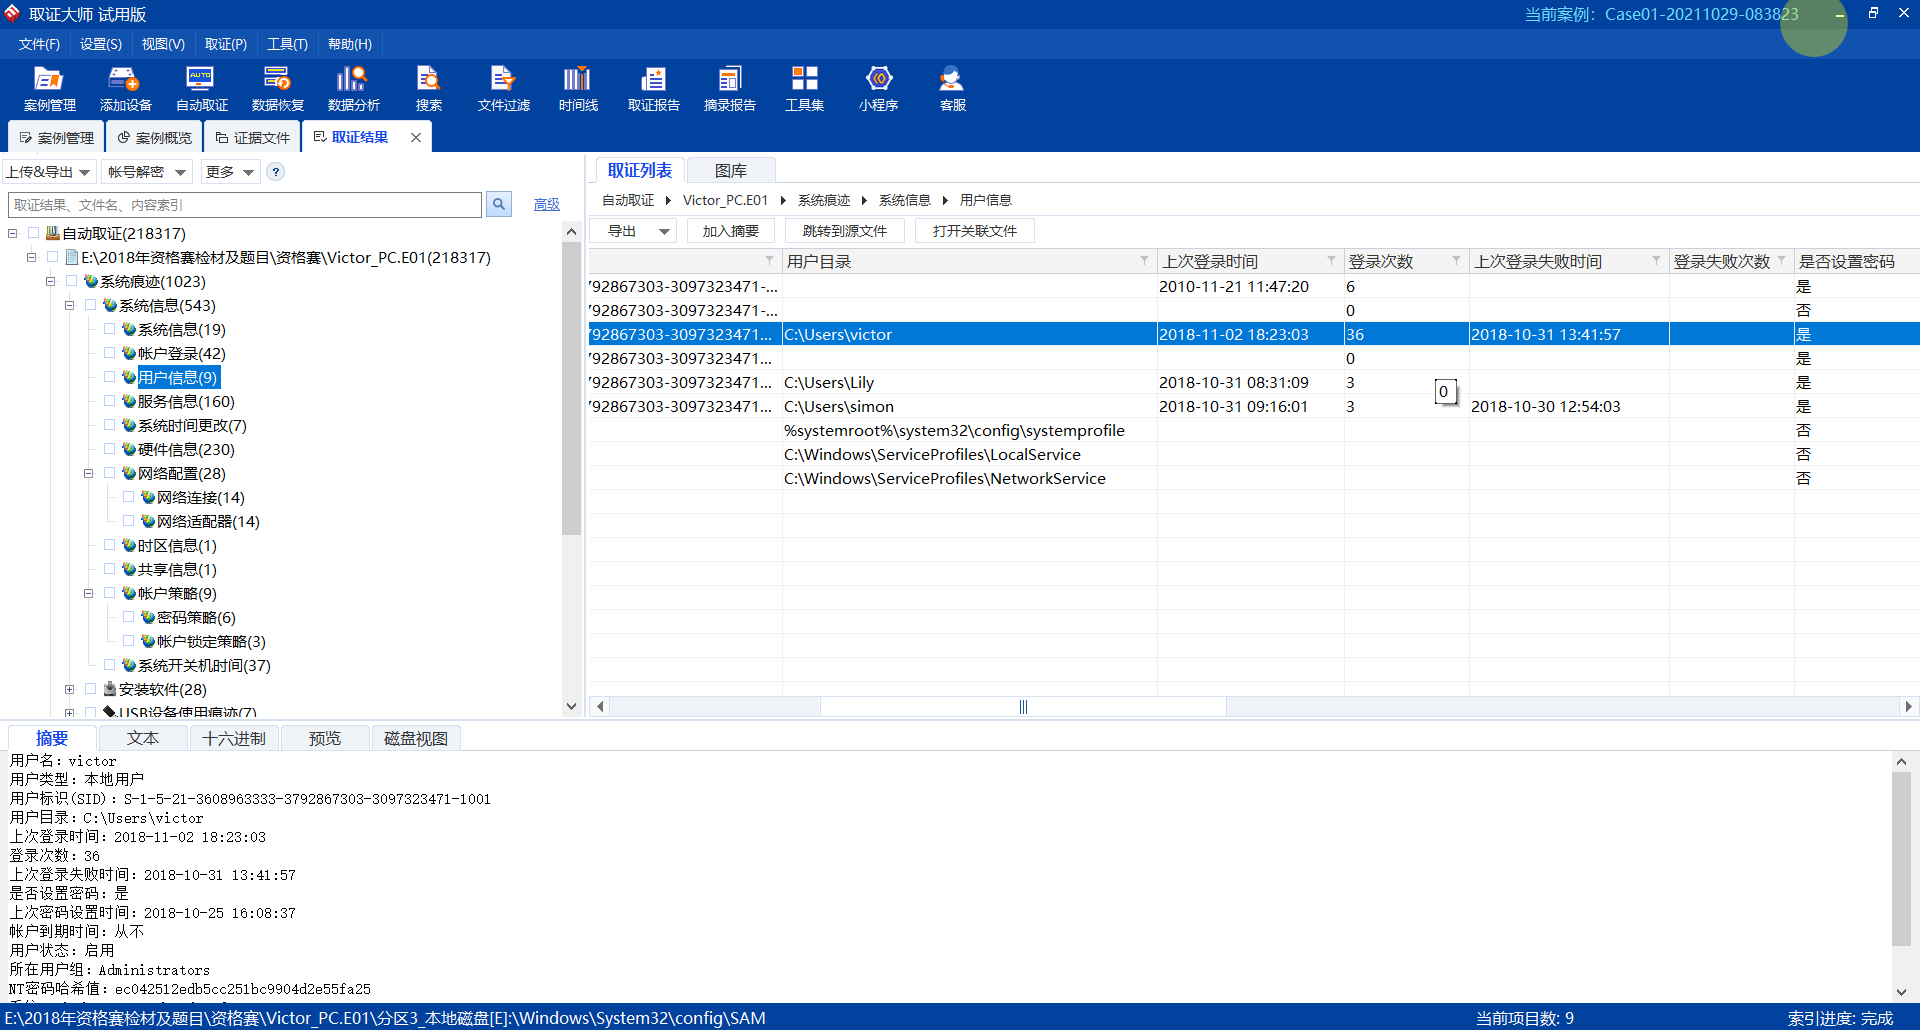 取证大师 试用版
当前案例：Case01-20211029-083823
文件(F) 设置(S) 视图(V) 取证(P) 工具(T) 帮助(H)
案例管理 添加设备 自动取证 数据恢复 数据分析 搜索 文件过滤 时间线 取证报告 摘录报告 工具集 小程序 客服
案例管理 案例概览 证据文件 取证结果
上传&导出 帐号解密 更多 ?
取证结果、文件名、内容索引 高级
自动取证(218317)
E:\2018年资格赛检材及题目\资格赛\Victor_PC.E01(218317)
系统痕迹(1023)
系统信息(543)
系统信息(19)
帐户登录(42)
用户信息(9)
服务信息(160)
系统时间更改(7)
硬件信息(230)
网络配置(28)
网络连接(14)
网络适配器(14)
时区信息(1)
共享信息(1)
帐户策略(9)
密码策略(6)
帐户锁定策略(3)
系统开关机时间(37)
安装软件(28)
USB设备使用痕迹(7)
取证列表 图库
自动取证 Victor_PC.E01 系统痕迹 系统信息 用户信息
导出 加入摘要 跳转到源文件 打开关联文件
用户目录 上次登录时间 登录次数 上次登录失败时间 登录失败次数 是否设置密码
792867303-3097323471-... 2010-11-21 11:47:20 6 是
792867303-3097323471-... 0 否
792867303-3097323471... C:\Users\victor 2018-11-02 18:23:03 36 2018-10-31 13:41:57 是
792867303-3097323471... 0 是
792867303-3097323471... C:\Users\Lily 2018-10-31 08:31:09 3 是
0
792867303-3097323471... C:\Users\simon 2018-10-31 09:16:01 3 2018-10-30 12:54:03 是
%systemroot%\system32\config\systemprofile 否
C:\Windows\ServiceProfiles\LocalService 否
C:\Windows\ServiceProfiles\NetworkService 否
摘要 文本 十六进制 预览 磁盘视图
用户名：victor
用户类型：本地用户
用户标识(SID)：S-1-5-21-3608963333-3792867303-3097323471-1001
用户目录：C:\Users\victor
上次登录时间：2018-11-02 18:23:03
登录次数：36
上次登录失败时间：2018-10-31 13:41:57
是否设置密码：是
上次密码设置时间：2018-10-25 16:08:37
帐户到期时间：从不
用户状态：启用
所在用户组：Administrators
NT密码哈希值：ec042512edb5cc251bc9904d2e55fa25
E:\2018年资格赛检材及题目\资格赛\Victor_PC.E01\分区3_本地磁盘[E]:\Windows\System32\config\SAM
当前项目数: 9 索引进度: 完成